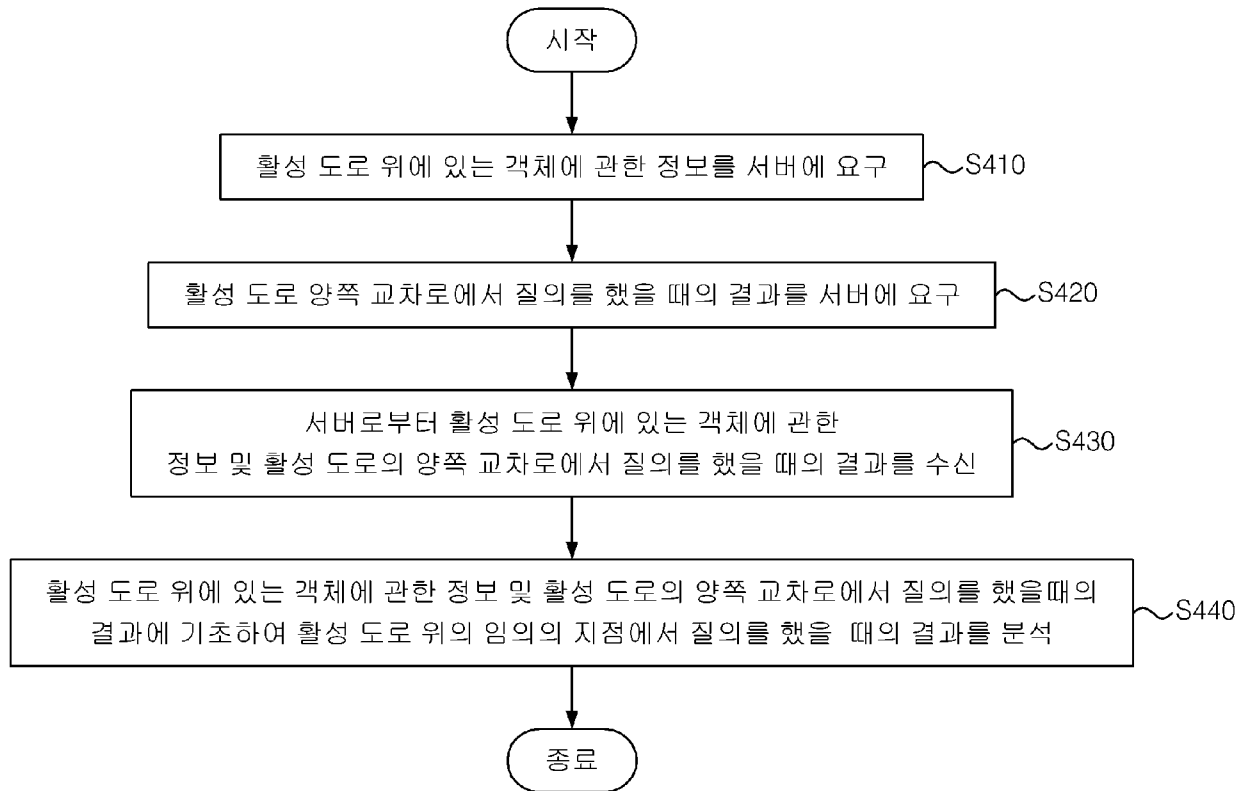 시작
활성 도로 위에 있는 객체에 관한 정보를 서버에 요구
S410
활성 도로 양쪽 교차로에서 질의를 했을 때의 결과를 서버에 요구
S420
서버로부터 활성 도로 위에 있는 객체에 관한
정보 및 활성 도로의 양쪽 교차로에서 질의를 했을 때의 결과를 수신
S430
활성 도로 위에 있는 객체에 관한 정보 및 활성 도로의 양쪽 교차로에서 질의를 했을때의
결과에 기초하여 활성 도로 위의 임의의 지점에서 질의를 했을 때의 결과를 분석
S440
종료